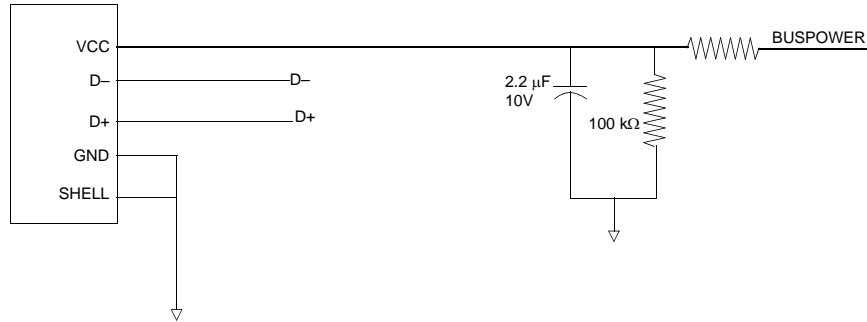 VCC
BUSPOWER
D–
D–
2.2 μF
10V
D+
D+
100 kΩ
GND
SHELL